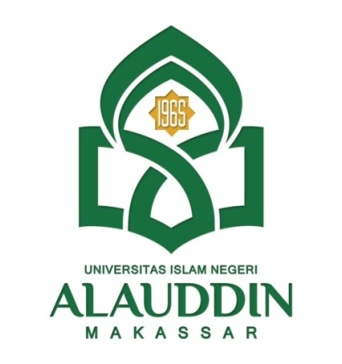 1965
UNIVERSITAS ISLAM NEGERI
ALAUDDIN
MAKASSAR